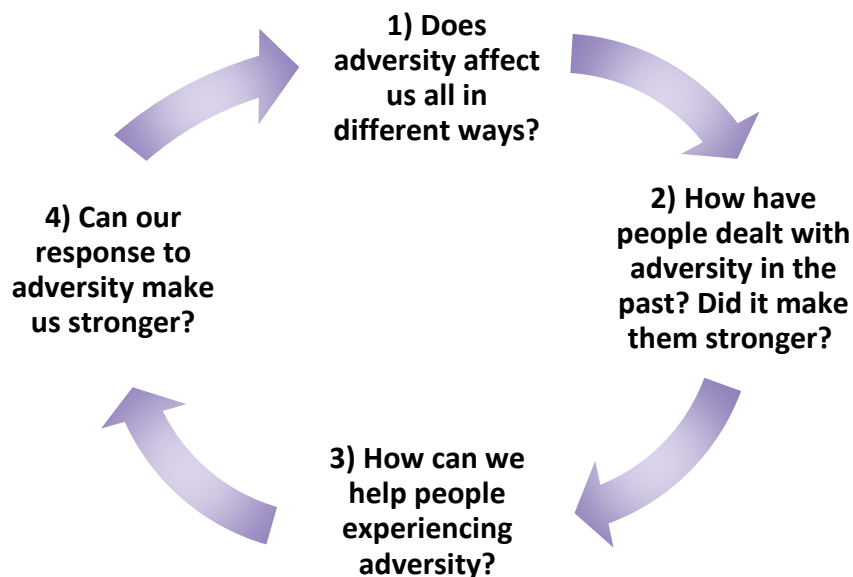 1) Does
adversity affect
us all in
different ways?
2) How have
people dealt with
adversity in the
past? Did it make
them stronger?
3) How can we
help people
experiencing
adversity?
4) Can our
response to
adversity make
us stronger?